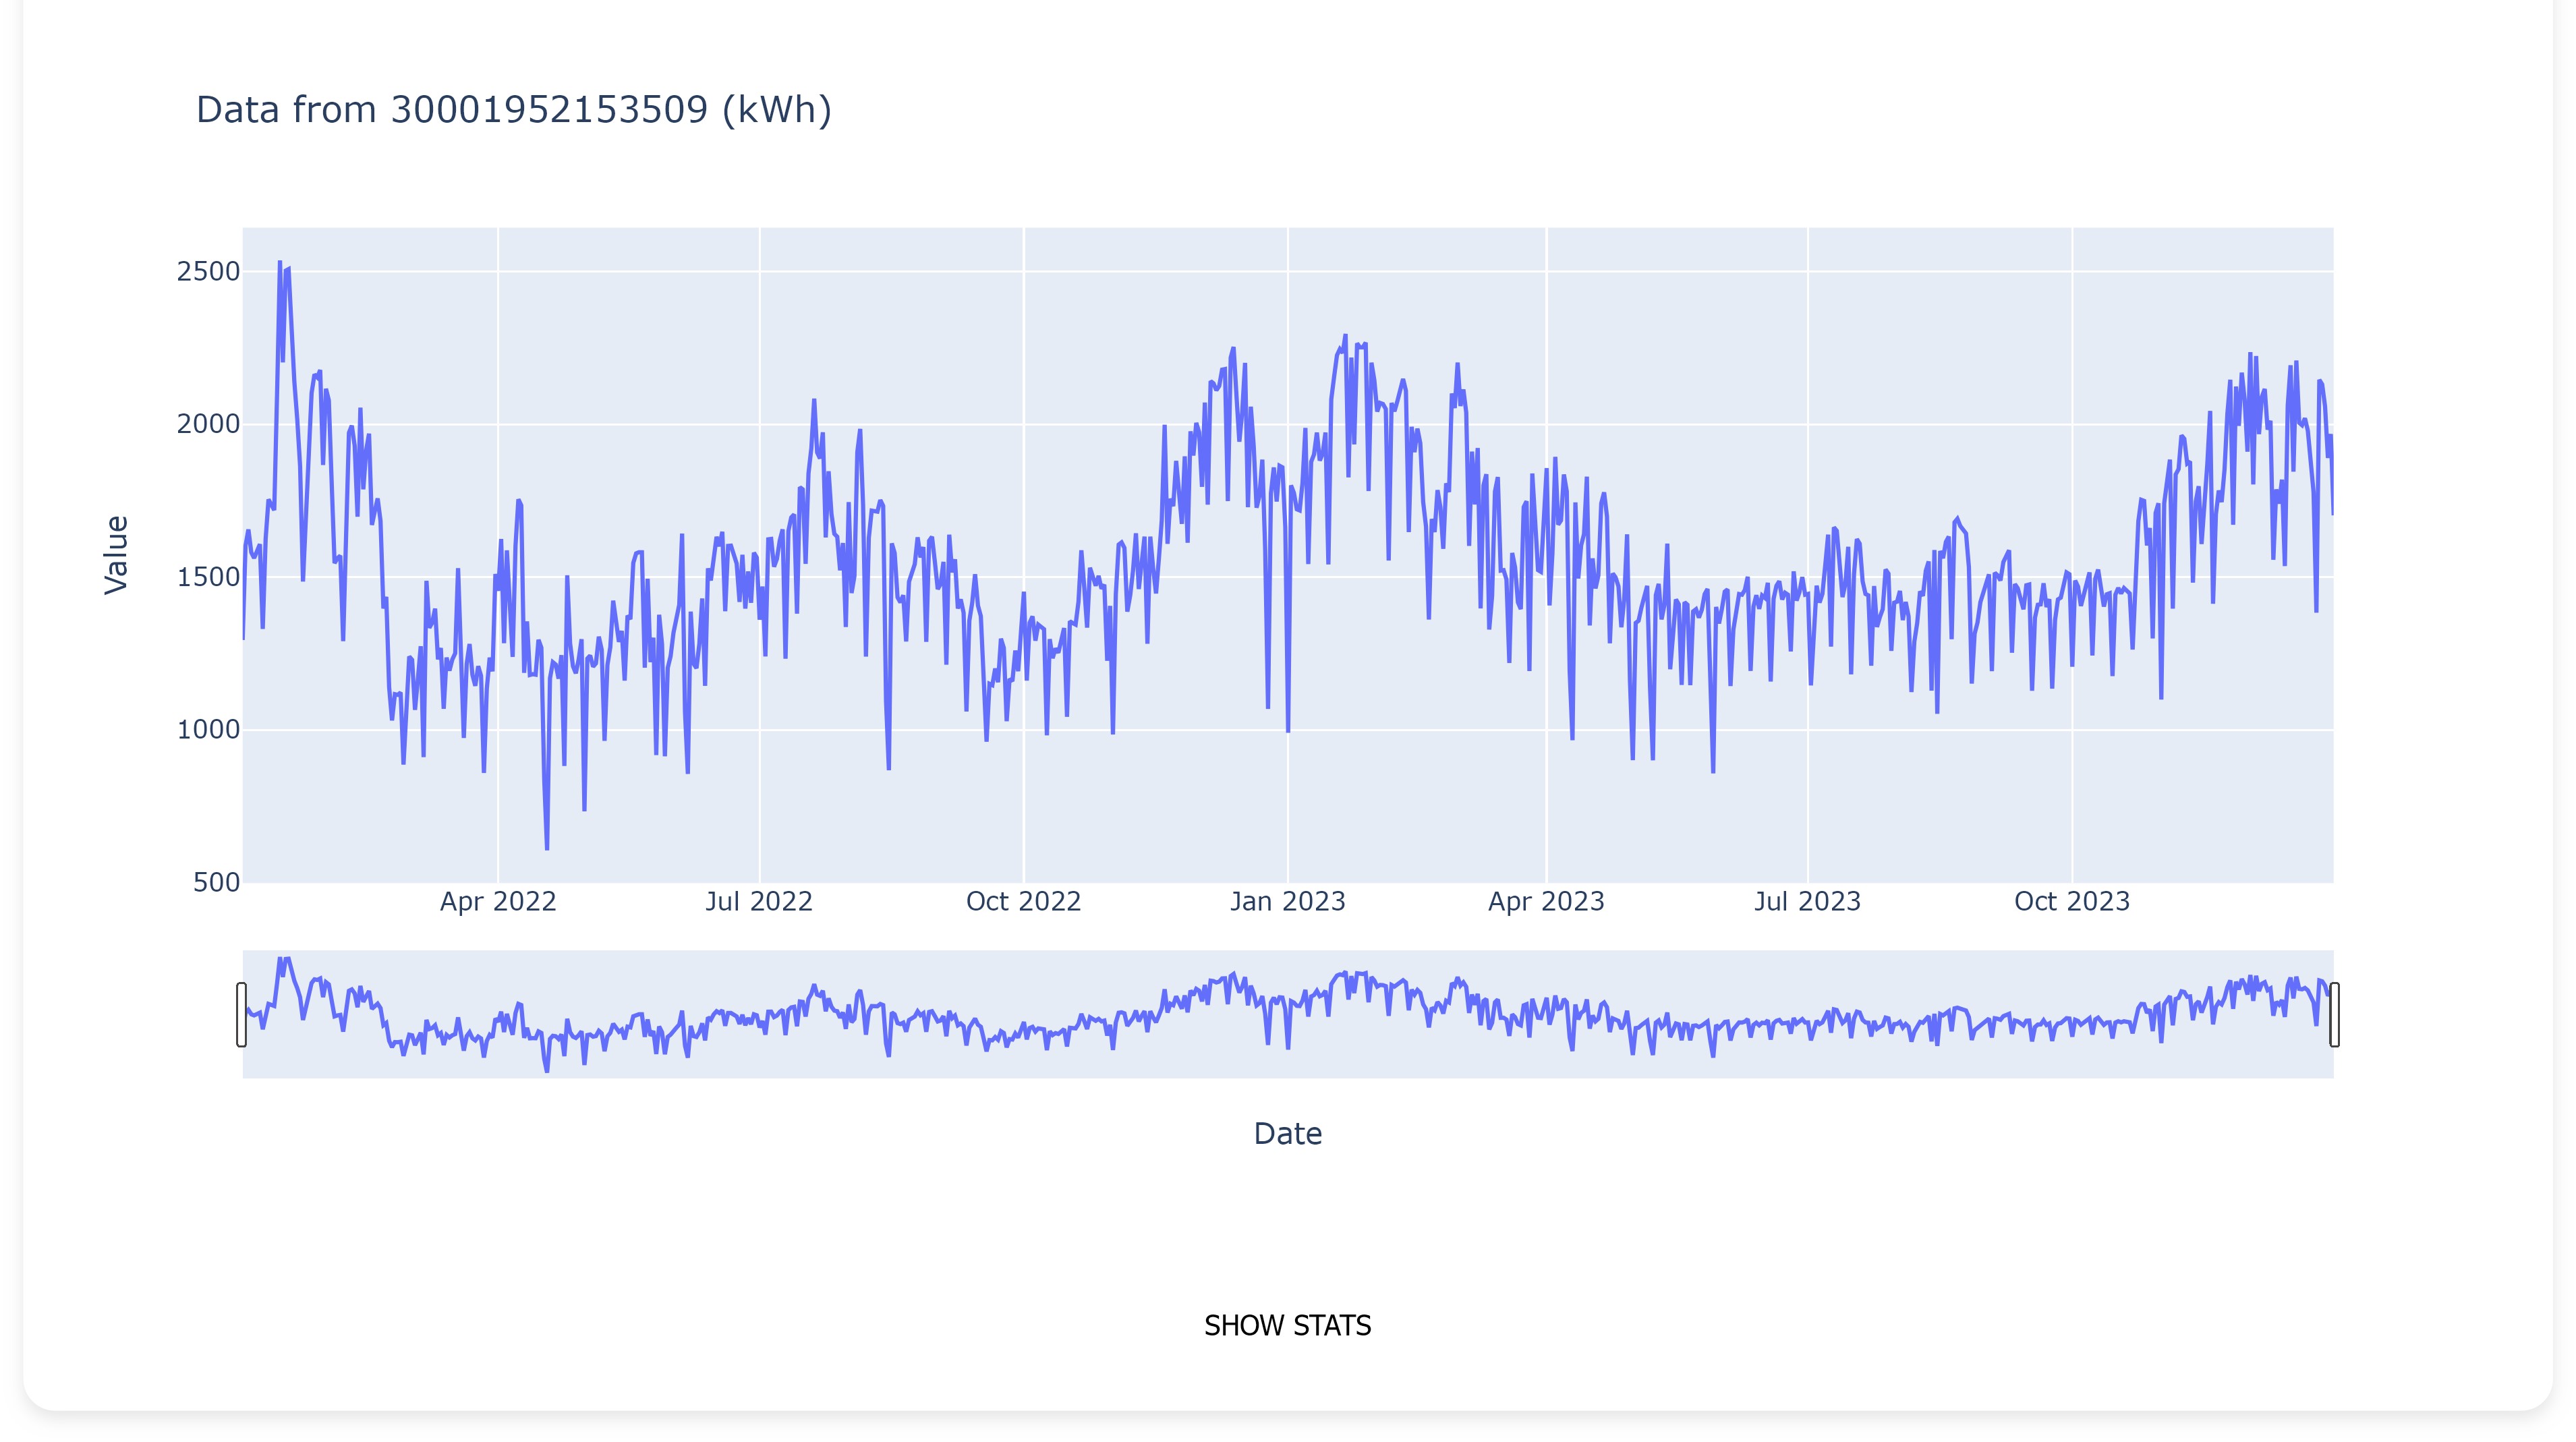 Data from 30001952153509 (kWh)
2500
2000
1500
1000
500
Value
Apr 2022
Jul 2022
Oct 2022
Jan 2023
Apr 2023
Jul 2023
Oct 2023
Date
SHOW STATS